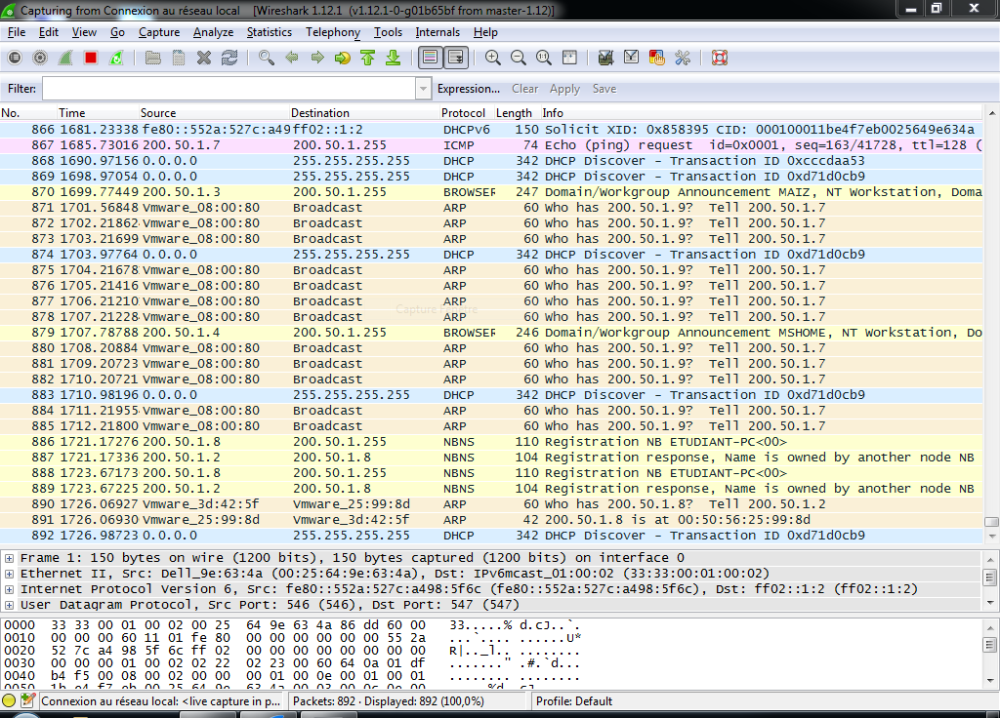 Capturing from Connexion au réseau local [Wireshark 1.12.1 (v1.12.1-0-g01b65bf from master-1.12)]
File Edit View Go Capture Analyze Statistics Telephony Tools Internals Help
Filter: Expression... Clear Apply Save
No. Time Source Destination Protocol Length Info
866 1681.23338 fe80::552a:527c:a49 ff02::1:2 DHCPv6 150 Solicit XID: 0x858395 CID: 000100011be4f7eb0025649e634a
867 1685.73016 200.50.1.7 200.50.1.255 ICMP 74 Echo (ping) request id=0x0001, seq=163/41728, ttl=128 (
868 1690.97156 0.0.0.0 255.255.255.255 DHCP 342 DHCP Discover - Transaction ID 0xcccdaa53
869 1698.97054 0.0.0.0 255.255.255.255 DHCP 342 DHCP Discover - Transaction ID 0xd71d0cb9
870 1699.77449 200.50.1.3 200.50.1.255 BROWSER 247 Domain/Workgroup Announcement MAIZ, NT Workstation, Doma
871 1701.56848 Vmware_08:00:80 Broadcast ARP 60 Who has 200.50.1.9? Tell 200.50.1.7
872 1702.21862 Vmware_08:00:80 Broadcast ARP 60 Who has 200.50.1.9? Tell 200.50.1.7
873 1703.21699 Vmware_08:00:80 Broadcast ARP 60 Who has 200.50.1.9? Tell 200.50.1.7
874 1703.97764 0.0.0.0 255.255.255.255 DHCP 342 DHCP Discover - Transaction ID 0xd71d0cb9
875 1704.21678 Vmware_08:00:80 Broadcast ARP 60 Who has 200.50.1.9? Tell 200.50.1.7
876 1705.21416 Vmware_08:00:80 Broadcast ARP 60 Who has 200.50.1.9? Tell 200.50.1.7
877 1706.21210 Vmware_08:00:80 Broadcast ARP 60 Who has 200.50.1.9? Tell 200.50.1.7
878 1707.21228 Vmware_08:00:80 Broadcast ARP 60 Who has 200.50.1.9? Tell 200.50.1.7
879 1707.78788 200.50.1.4 200.50.1.255 BROWSER 246 Domain/Workgroup Announcement MSHOME, NT Workstation, Do
880 1708.20884 Vmware_08:00:80 Broadcast ARP 60 Who has 200.50.1.9? Tell 200.50.1.7
881 1709.20723 Vmware_08:00:80 Broadcast ARP 60 Who has 200.50.1.9? Tell 200.50.1.7
882 1710.20721 Vmware_08:00:80 Broadcast ARP 60 Who has 200.50.1.9? Tell 200.50.1.7
883 1710.98196 0.0.0.0 255.255.255.255 DHCP 342 DHCP Discover - Transaction ID 0xd71d0cb9
884 1711.21955 Vmware_08:00:80 Broadcast ARP 60 Who has 200.50.1.9? Tell 200.50.1.7
885 1712.21800 Vmware_08:00:80 Broadcast ARP 60 Who has 200.50.1.9? Tell 200.50.1.7
886 1721.17276 200.50.1.8 200.50.1.255 NBNS 110 Registration NB ETUDIANT-PC<00>
887 1721.17336 200.50.1.2 200.50.1.8 NBNS 104 Registration response, Name is owned by another node NB
888 1723.67173 200.50.1.8 200.50.1.255 NBNS 110 Registration NB ETUDIANT-PC<00>
889 1723.67225 200.50.1.2 200.50.1.8 NBNS 104 Registration response, Name is owned by another node NB
890 1726.06927 Vmware_3d:42:5f Vmware_25:99:8d ARP 60 Who has 200.50.1.8? Tell 200.50.1.2
891 1726.06930 Vmware_25:99:8d Vmware_3d:42:5f ARP 42 200.50.1.8 is at 00:50:56:25:99:8d
892 1726.98723 0.0.0.0 255.255.255.255 DHCP 342 DHCP Discover - Transaction ID 0xd71d0cb9
Frame 1: 150 bytes on wire (1200 bits), 150 bytes captured (1200 bits) on interface 0
Ethernet II, Src: Dell_9e:63:4a (00:25:64:9e:63:4a), Dst: IPv6mcast_01:00:02 (33:33:00:01:00:02)
Internet Protocol Version 6, Src: fe80::552a:527c:a498:5f6c (fe80::552a:527c:a498:5f6c), Dst: ff02::1:2 (ff02::1:2)
User Datagram Protocol, Src Port: 546 (546), Dst Port: 547 (547)
0000 33 33 00 01 00 02 00 25 64 9e 63 4a 86 dd 60 00 33.....% d.cJ..`.
0010 00 00 00 60 11 01 fe 80 00 00 00 00 00 00 55 2a ...`.... ......U*
0020 52 7c a4 98 5f 6c ff 02 00 00 00 00 00 00 00 00 R|.._l.. ........
0030 00 00 00 01 00 02 02 22 02 23 00 60 64 0a 01 df ......." .#.`d...
0040 b4 f5 00 08 00 02 00 00 00 01 00 0e 00 01 00 01 ........ ........
0050 1b e4 f7 eb 00 25 64 9e 63 4a 00 03 00 0c 0e 00 .....%d. cJ......
Connexion au réseau local: <live capture in p... Packets: 892 · Displayed: 892 (100,0%) Profile: Default